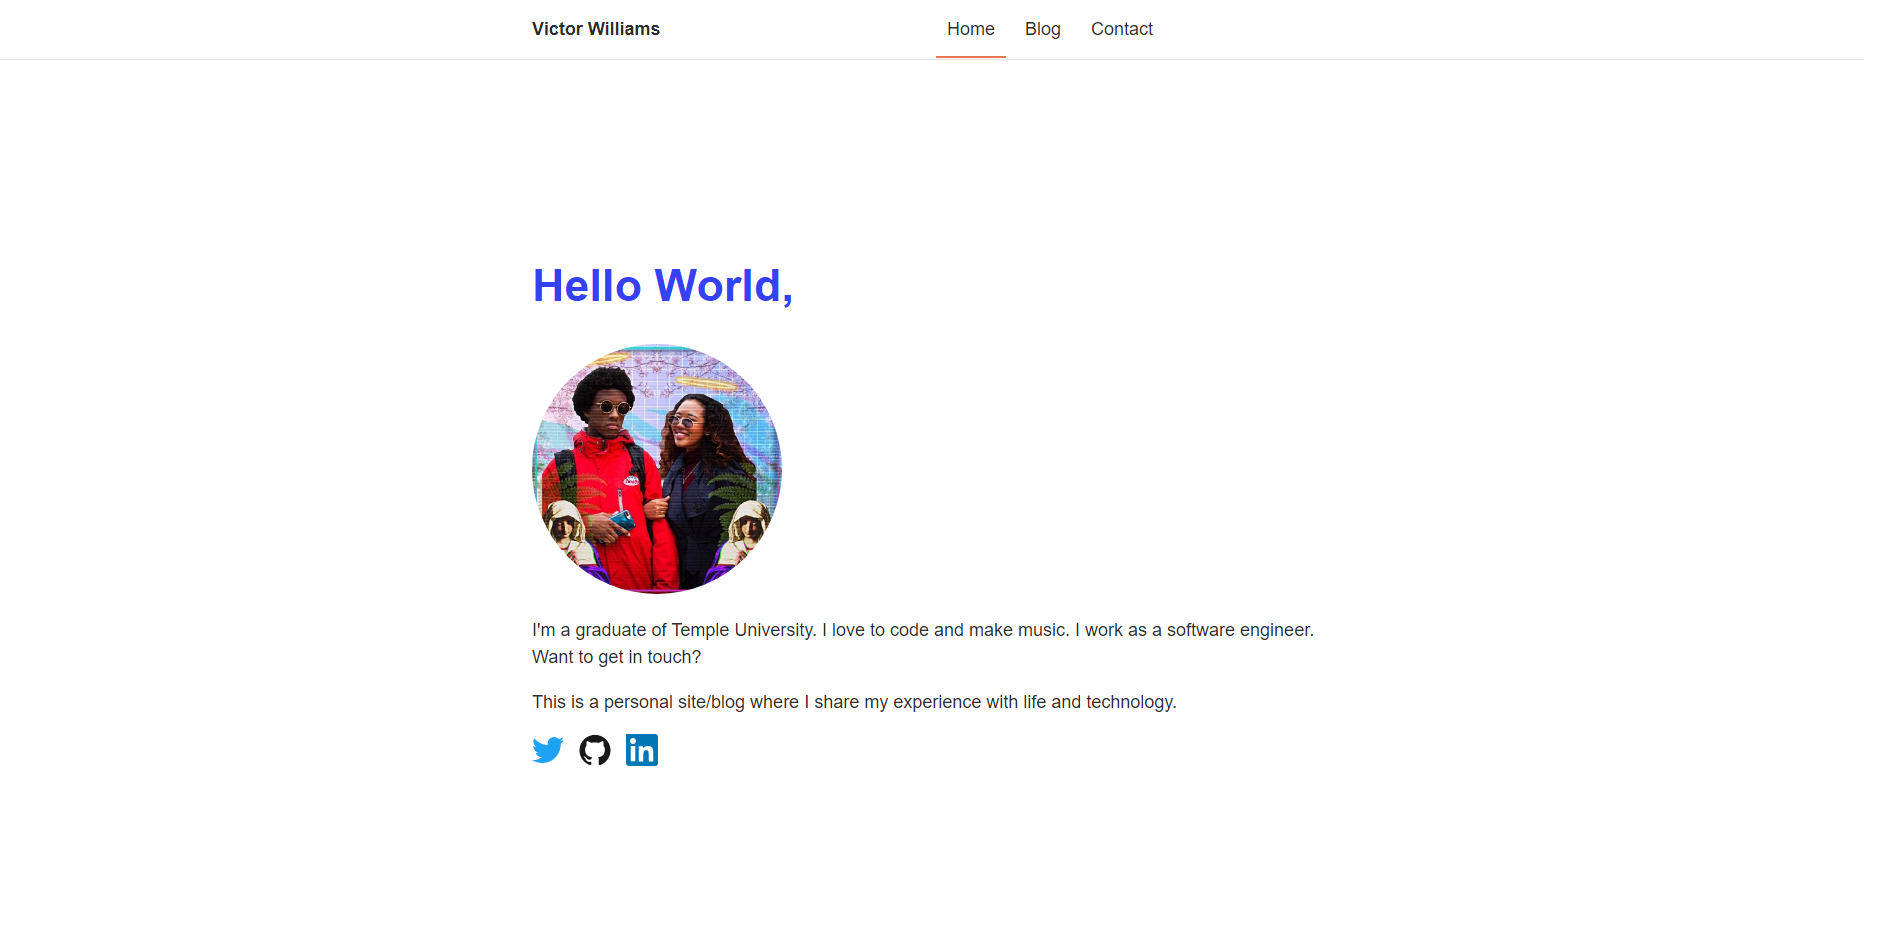 Victor Williams
Home Blog Contact
Hello World,
I'm a graduate of Temple University. I love to code and make music. I work as a software engineer.
Want to get in touch?
This is a personal site/blog where I share my experience with life and technology.
in